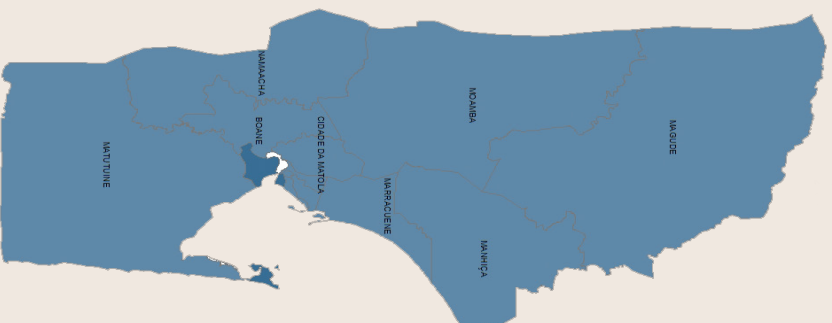 MATUTUINE
NAMAACHA
BOANE
CIDADE DA MATOLA
MARRACUENE
MOAMBA
MANHIÇA
MAGUDE